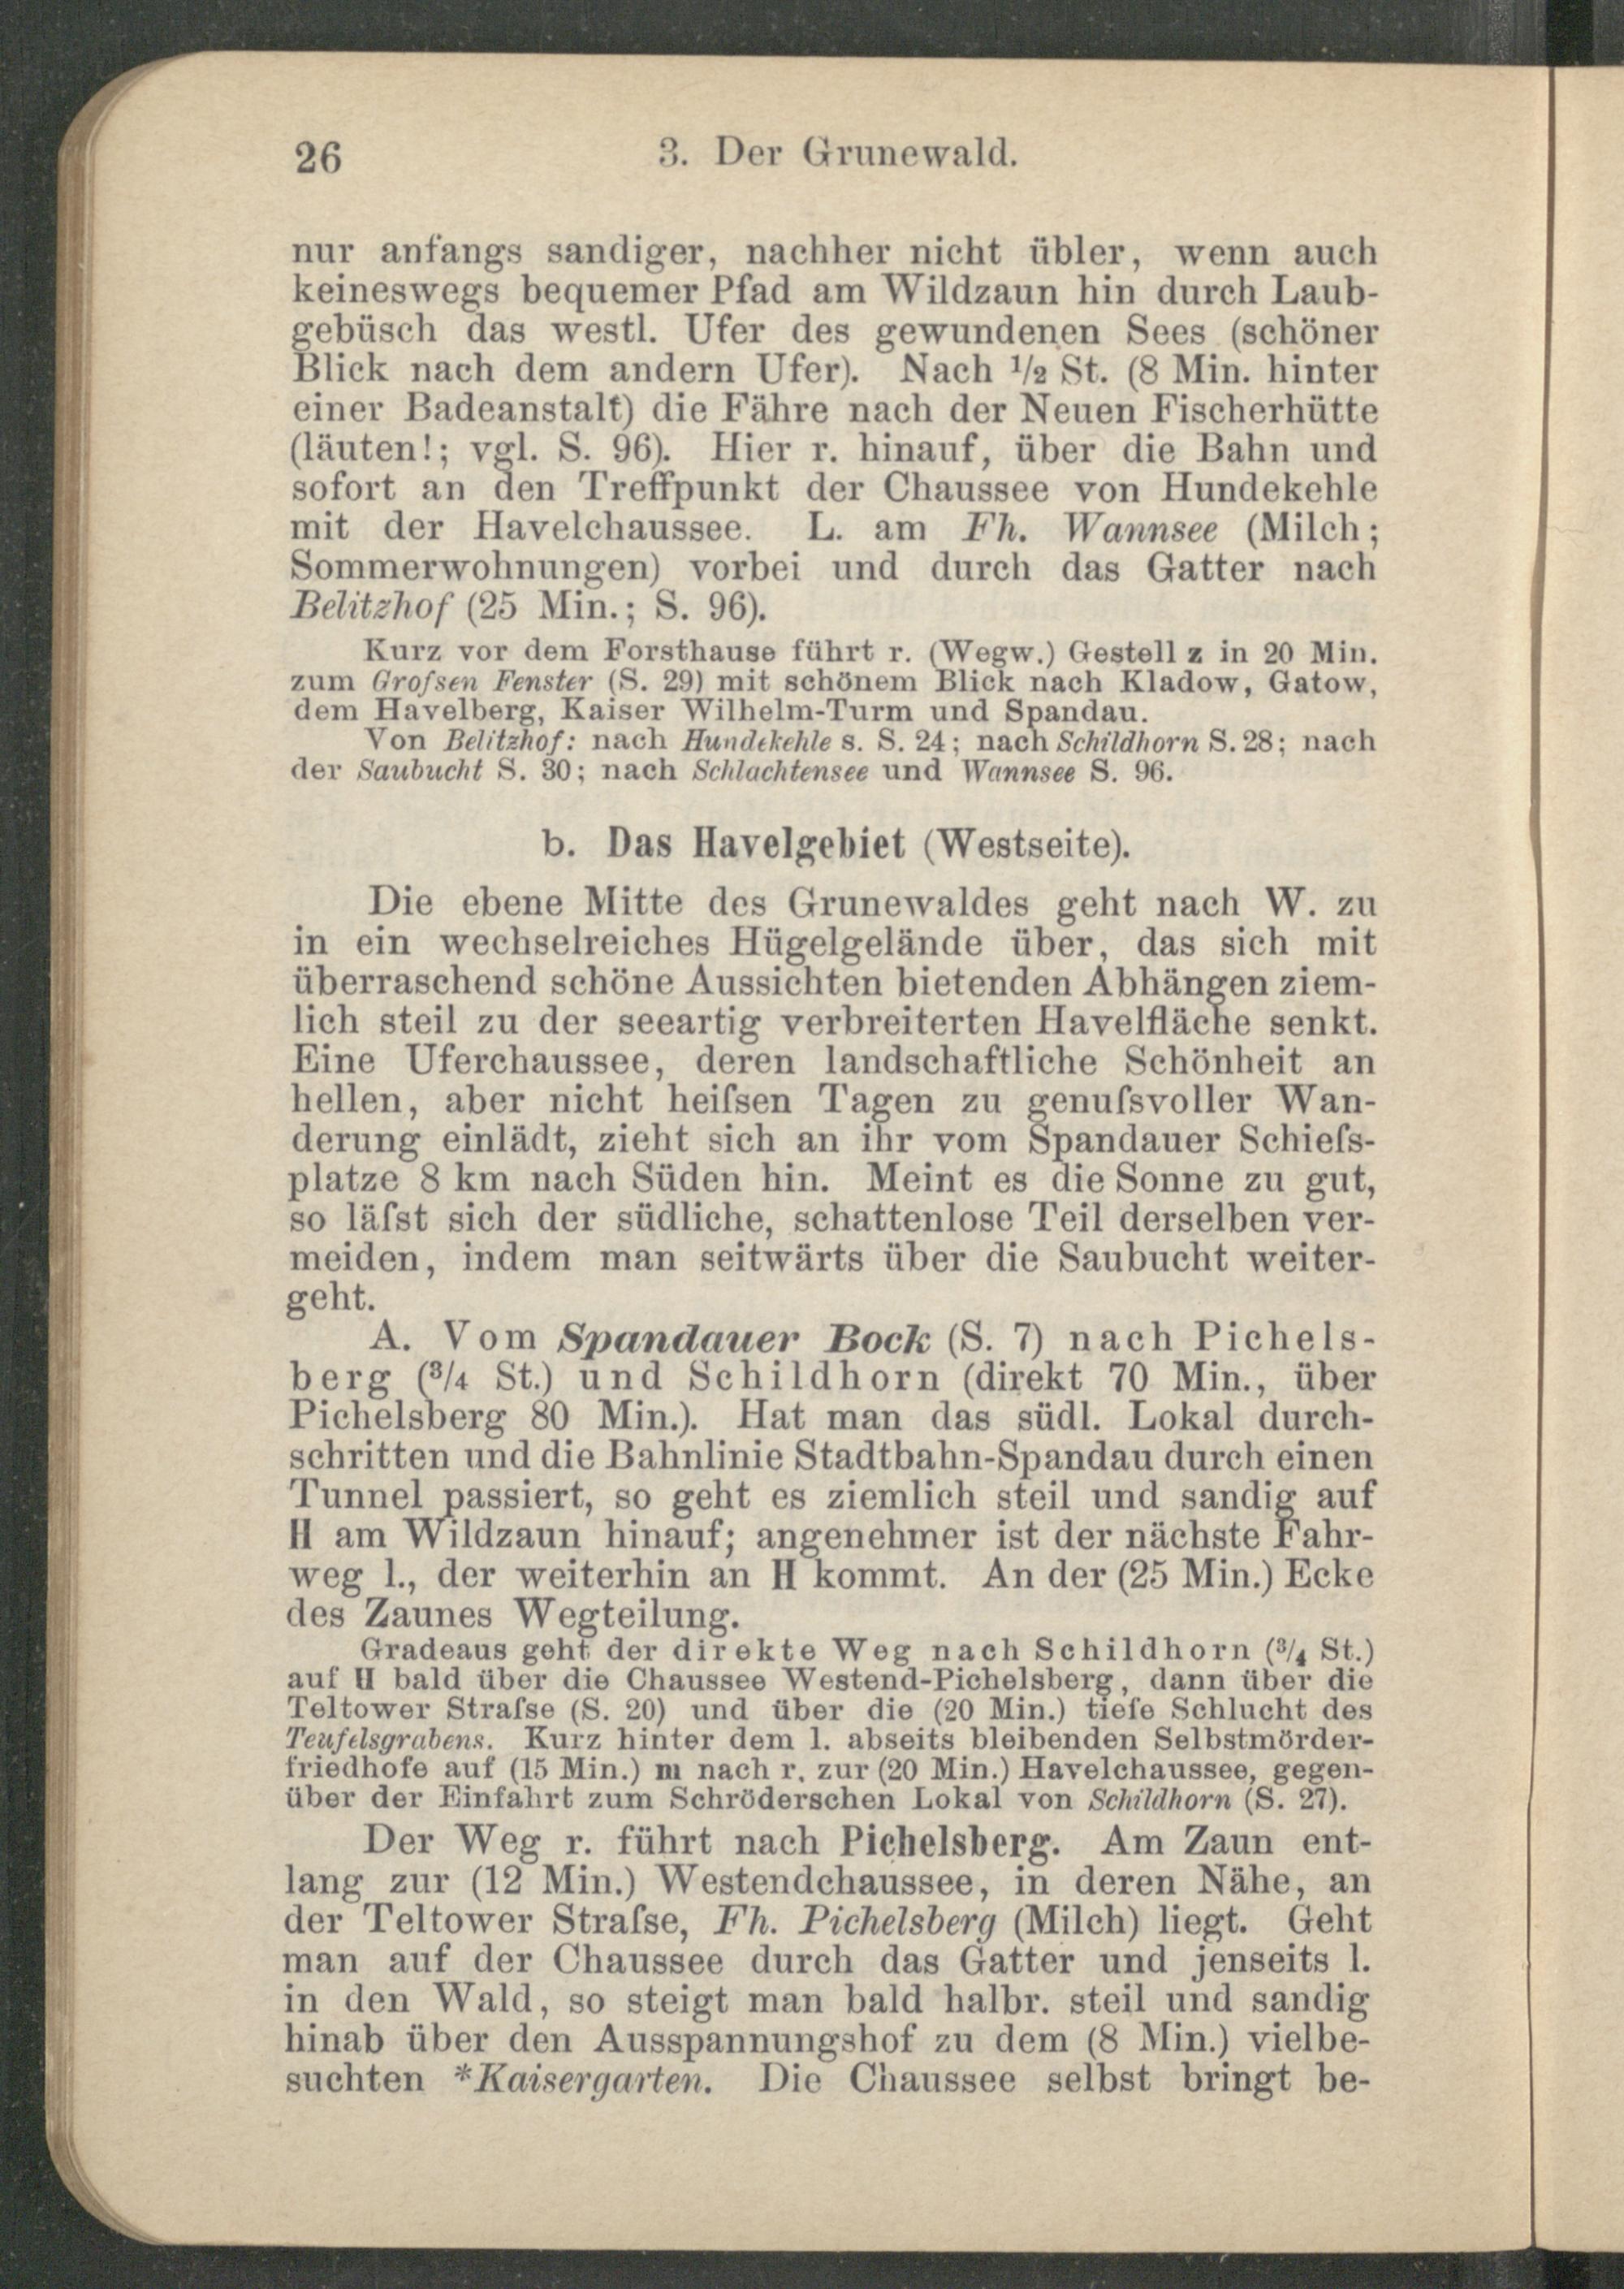 26
3. Der Grunewald.
nur anfangs sandiger, nachher nicht übler, wenn auch
keineswegs bequemer Pfad am Wildzaun hin durch Laub-
gebüsch das westl. Ufer des gewundenen Sees (schöner
Blick nach dem andern Ufer). Nach 1/2 St. (8 Min. hinter
einer Badeanstalt) die Fähre nach der Neuen Fischerhütte
(läuten!; vgl. S. 96). Hier r. hinauf, über die Bahn und
sofort an den Treffpunkt der Chaussee von Hundekehle
mit der Havelchaussee. L. am Fh. Wannsee (Milch;
Sommerwohnungen) vorbei und durch das Gatter nach
Belitzhof (25 Min.; S. 96).
Kurz vor dem Forsthause führt r. (Wegw.) Gestell z in 20 Min.
zum Groſsen Fenster (S. 29) mit schönem Blick nach Kladow, Gatow,
dem Havelberg, Kaiser Wilhelm-Turm und Spandau.
Von Belitzhof: nach Hundekehle s. S. 24; nach Schildhorn S. 28; nach
der Saubucht S. 30; nach Schlachtensee und Wannsee S. 96.
b. Das Havelgebiet (Westseite).
Die ebene Mitte des Grunewaldes geht nach W. zu
in ein wechselreiches Hügelgelände über, das sich mit
überraschend schöne Aussichten bietenden Abhängen ziem-
lich steil zu der seeartig verbreiterten Havelfläche senkt.
Eine Uferchaussee, deren landschaftliche Schönheit an
hellen, aber nicht heiſsen Tagen zu genuſsvoller Wan-
derung einlädt, zieht sich an ihr vom Spandauer Schieſs-
platze 8 km nach Süden hin. Meint es die Sonne zu gut,
so läſst sich der südliche, schattenlose Teil derselben ver-
meiden, indem man seitwärts über die Saubucht weiter-
geht.
A. Vom Spandauer Bock (S. 7) nach Pichels-
berg (3/4 St.) und Schildhorn (direkt 70 Min., über
Pichelsberg 80 Min.). Hat man das südl. Lokal durch-
schritten und die Bahnlinie Stadtbahn-Spandau durch einen
Tunnel passiert, so geht es ziemlich steil und sandig auf
H am Wildzaun hinauf; angenehmer ist der nächste Fahr-
weg l., der weiterhin an H kommt. An der (25 Min.) Ecke
des Zaunes Wegteilung.
Gradeaus geht der direkte Weg nach Schildhorn (3/4 St.)
auf H bald über die Chaussee Westend-Pichelsberg, dann über die
Teltower Straſse (S. 20) und über die (20 Min.) tiefe Schlucht des
Teufelsgrabens. Kurz hinter dem l. abseits bleibenden Selbstmörder-
friedhofe auf (15 Min.) m nach r. zur (20 Min.) Havelchaussee, gegen-
über der Einfahrt zum Schröderschen Lokal von Schildhorn (S. 27).
Der Weg r. führt nach Pichelsberg. Am Zaun ent-
lang zur (12 Min.) Westendchaussee, in deren Nähe, an
der Teltower Straſse, Fh. Pichelsberg (Milch) liegt. Geht
man auf der Chaussee durch das Gatter und jenseits l.
in den Wald, so steigt man bald halbr. steil und sandig
hinab über den Ausspannungshof zu dem (8 Min.) vielbe-
suchten *Kaisergarten. Die Chaussee selbst bringt be-